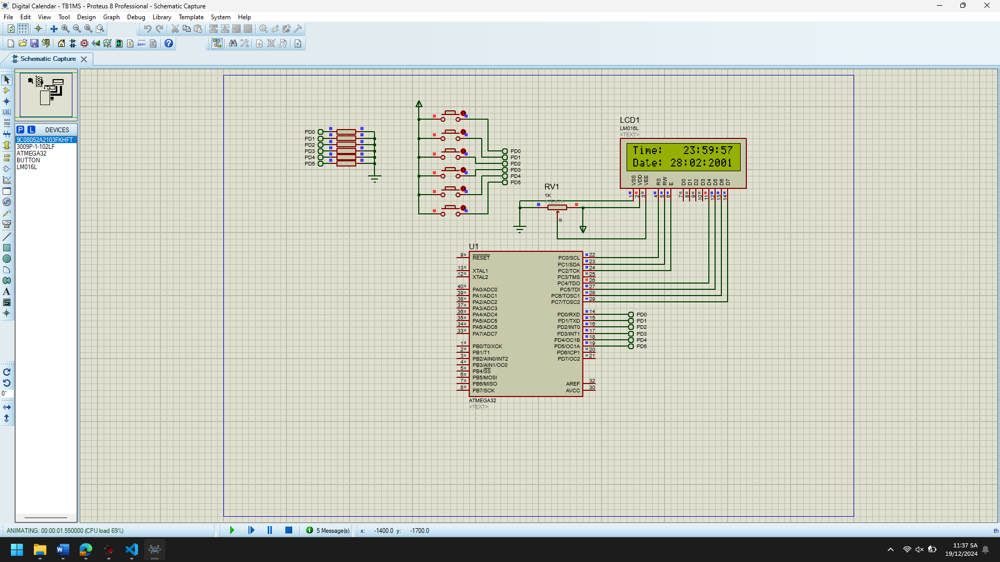 Digital Calendar - TB1MS - Proteus 8 Professional - Schematic Capture
File Edit View Tool Design Graph Debug Library Template System Help
Schematic Capture
P L DEVICES
9C08052A2103FKHFT
3009P-1-102LF
ATMEGA32
BUTTON
LM016L
LBL
A
S
0°
PD0
PD1
PD2
PD3
PD4
PD5
PD0
PD1
PD2
PD3
PD4
PD5
LCD1
LM016L
<TEXT>
Time: 23:59:57
Date: 28:02:2001
VSS VDD VEE RS RW E D0 D1 D2 D3 D4 D5 D6 D7
1 2 3 4 5 6 7 8 9 10 11 12 13 14
RV1
1K
<TEXT>
U1
9 RESET PC0/SCL 22
PC1/SDA 23
13 XTAL1 PC2/TCK 24
12 XTAL2 PC3/TMS 25
PC4/TDO 26
40 PA0/ADC0 PC5/TDI 27
39 PA1/ADC1 PC6/TOSC1 28
38 PA2/ADC2 PC7/TOSC2 29
37 PA3/ADC3
36 PA4/ADC4 PD0/RXD 14 PD0
35 PA5/ADC5 PD1/TXD 15 PD1
34 PA6/ADC6 PD2/INT0 16 PD2
33 PA7/ADC7 PD3/INT1 17 PD3
PD4/OC1B 18 PD4
1 PB0/T0/XCK PD5/OC1A 19 PD5
2 PB1/T1 PD6/ICP1 20
3 PB2/AIN0/INT2 PD7/OC2 21
4 PB3/AIN1/OC0
5 PB4/SS
6 PB5/MOSI
7 PB6/MISO AREF 32
8 PB7/SCK AVCC 30
ATMEGA32
<TEXT>
ANIMATING: 00:00:01.550000 (CPU load 69%) 5 Message(s) x: -1400.0 y: -1700.0 th
11:37 SA
19/12/2024